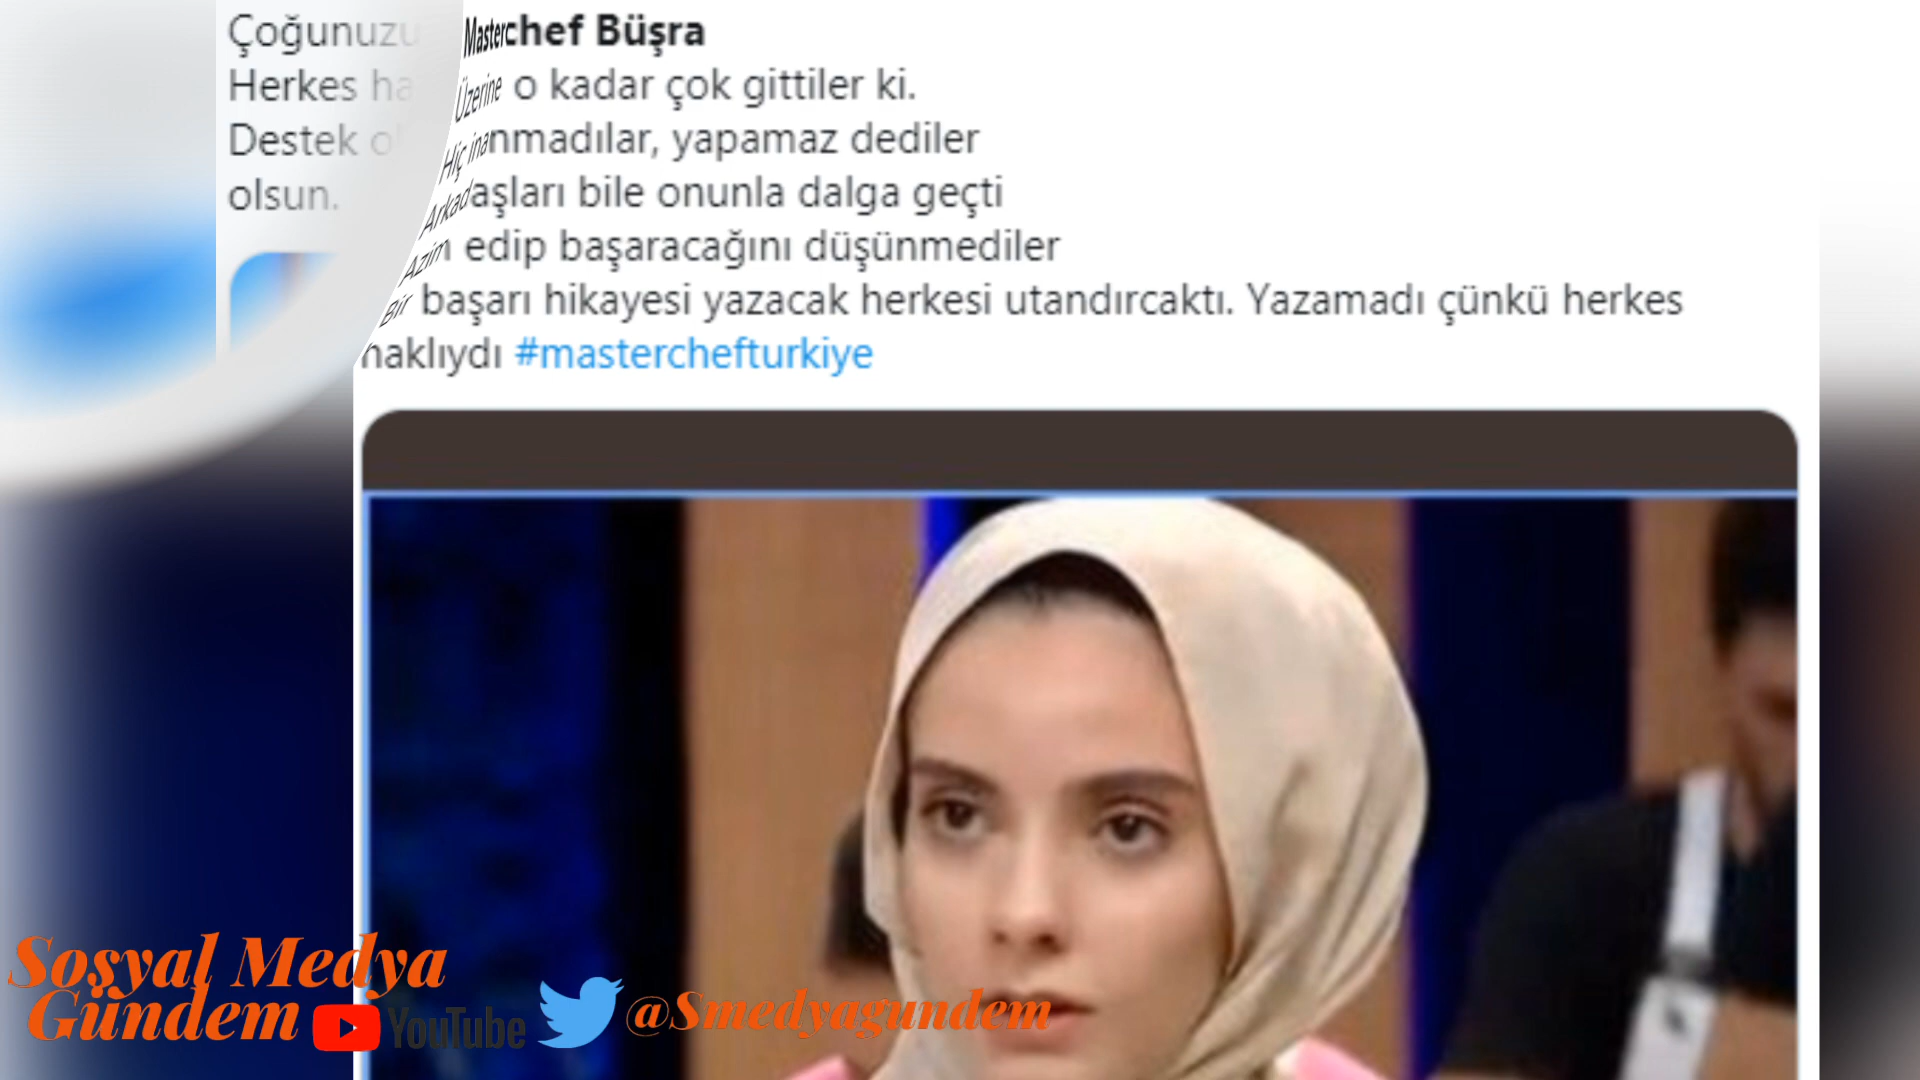 Çoğunuzu
Herkes ha
Destek ol
olsun.
Masterchef Büşra
Üzerine o kadar çok gittiler ki.
Hiç inanmadılar, yapamaz dediler
Arkadaşları bile onunla dalga geçti
Azim edip başaracağını düşünmediler
Bir başarı hikayesi yazacak herkesi utandırcaktı. Yazamadı çünkü herkes
haklıydı #masterchefturkiye
Sosyal Medya
Gündem
YouTube
@Smedyagundem